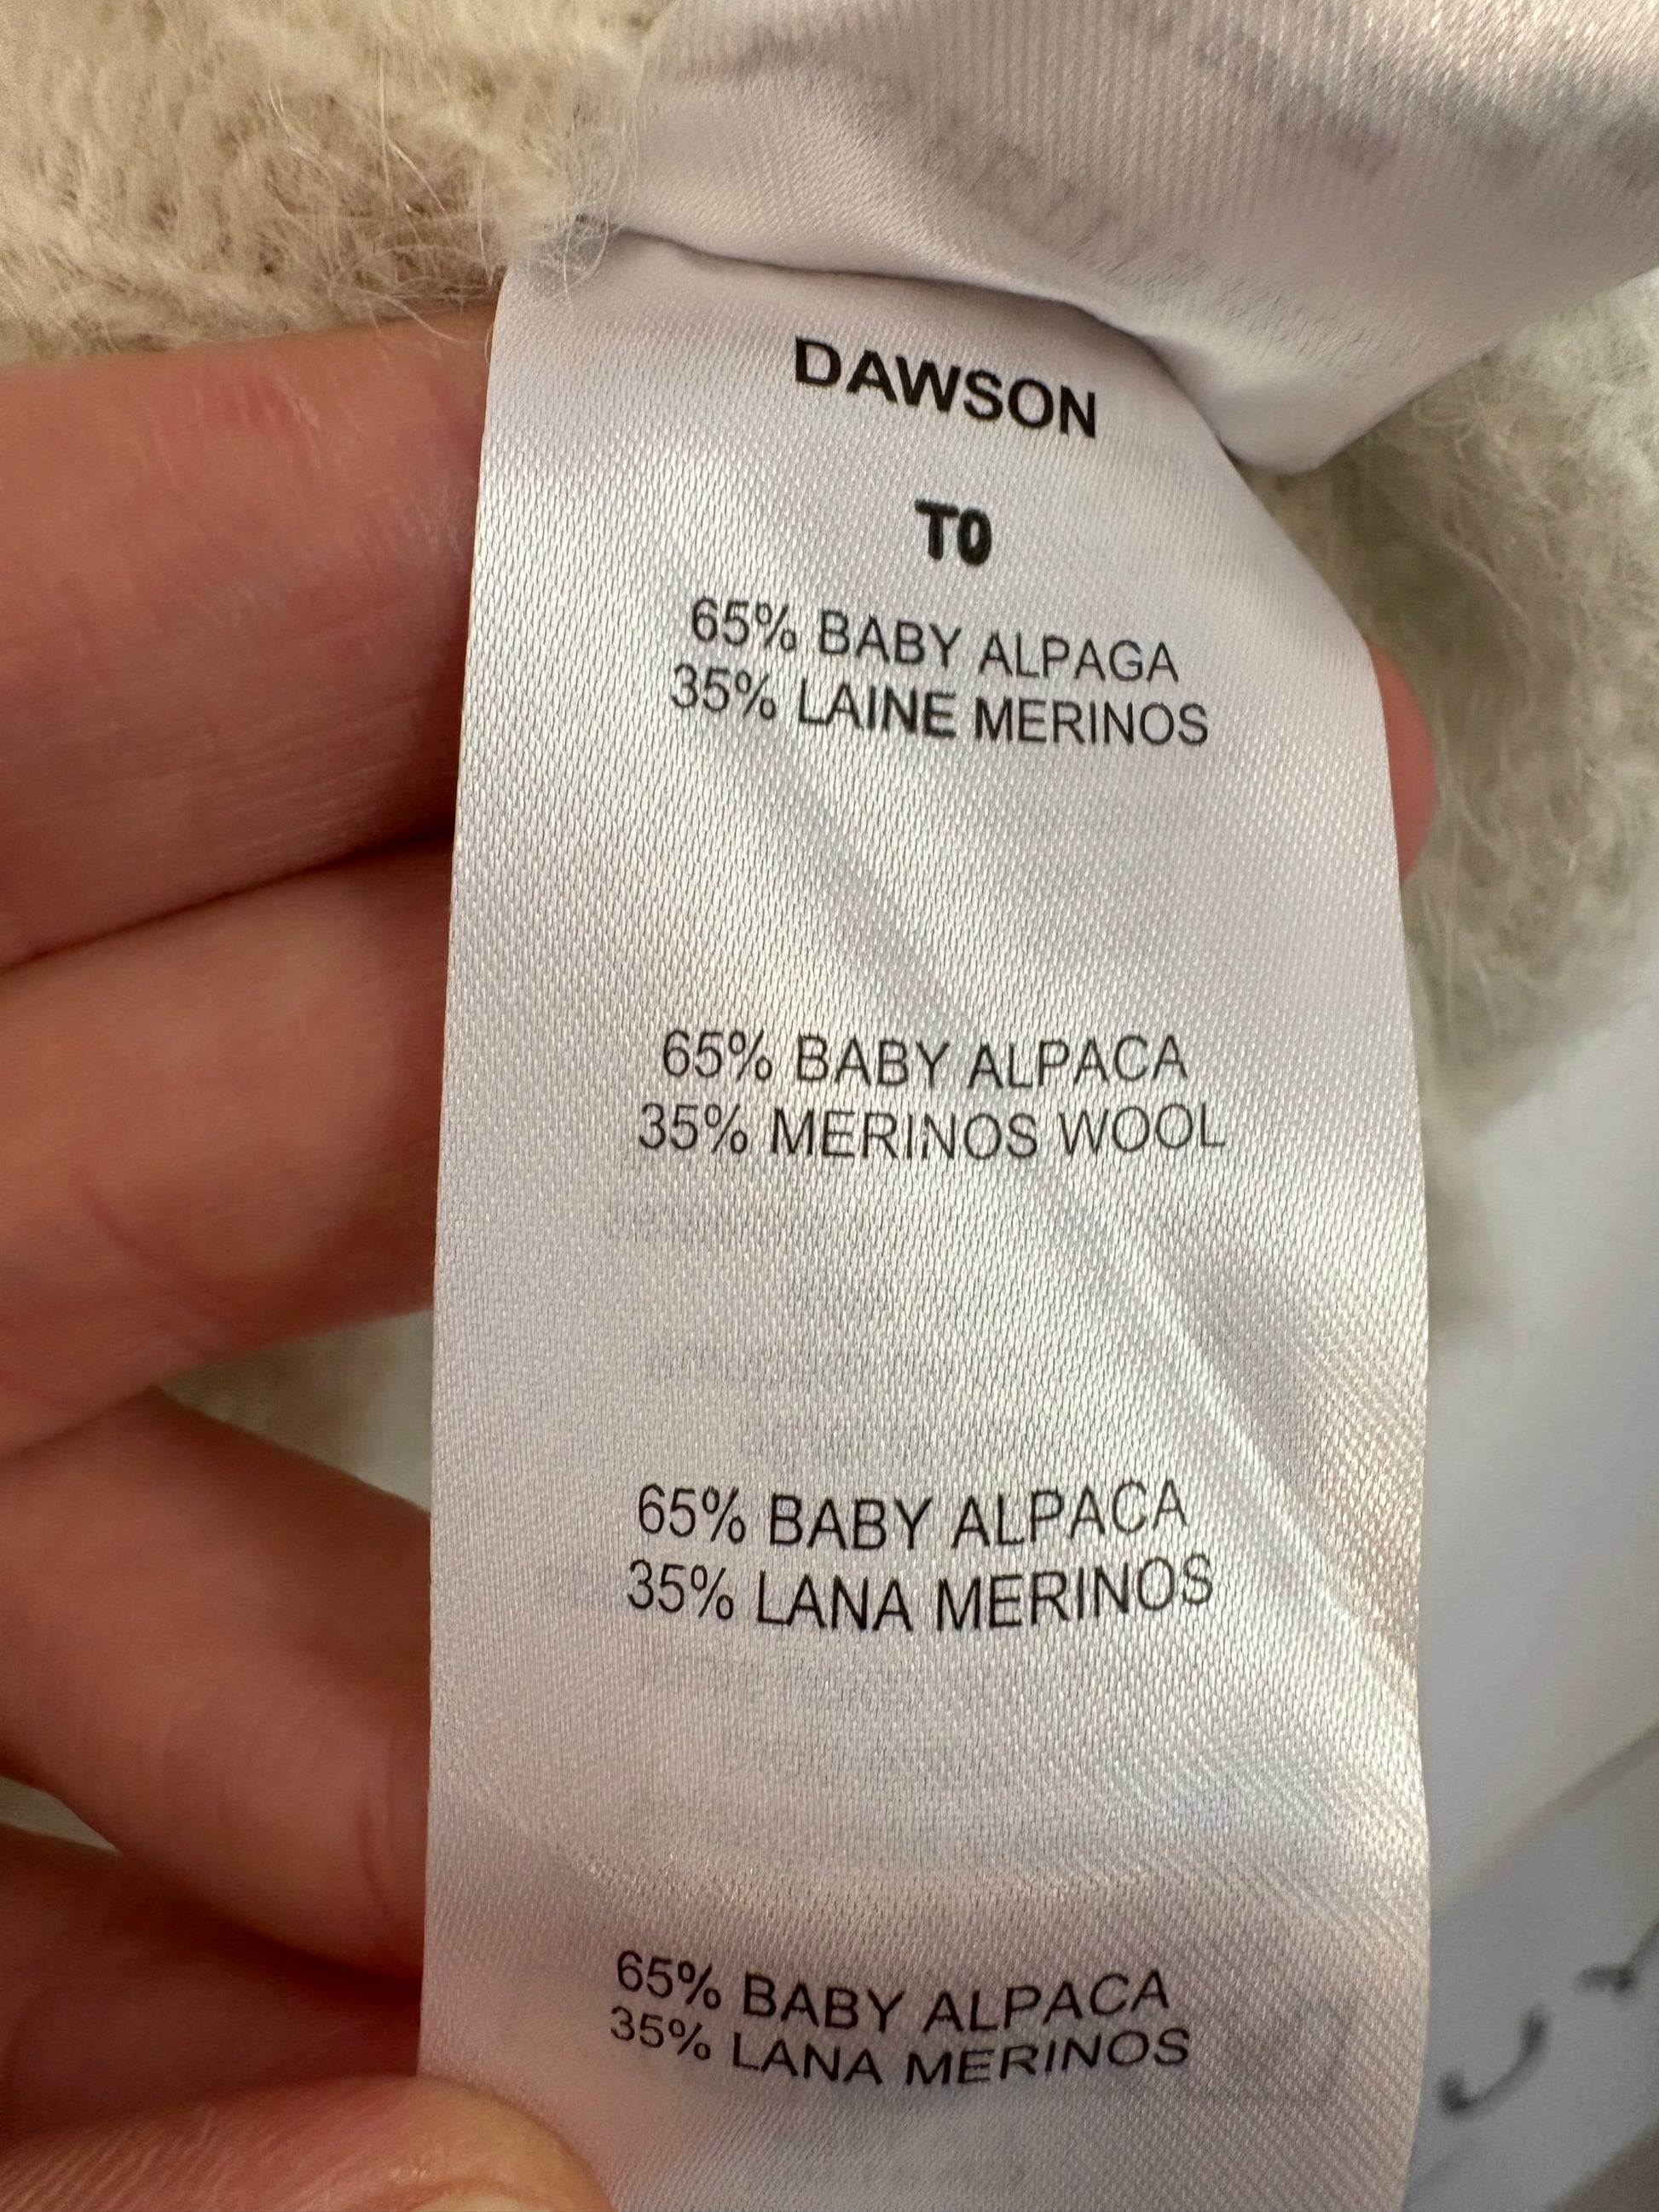 DAWSON
T0
65% BABY ALPAGA
35% LAINE MERINOS
65% BABY ALPACA
35% MERINOS WOOL
65% BABY ALPACA
35% LANA MERINOS
65% BABY ALPACA
35% LANA MERINOS